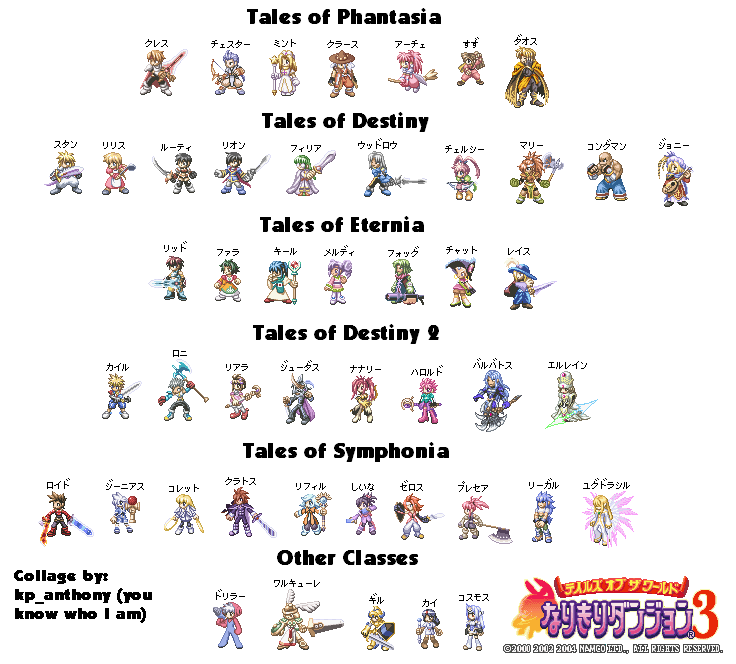 Tales of Phantasia
クレス チェスター ミント クラース アーチェ すず ダオス
Tales of Destiny
スタン リリス ルーティ リオン フィリア ウッドロウ チェルシー マリー コングマン ジョニー
Tales of Eternia
リッド ファラ キール メルディ フォッグ チャット レイス
Tales of Destiny 2
カイル ロニ リアラ ジューダス ナナリー ハロルド バルバトス エルレイン
Tales of Symphonia
ロイド ジーニアス コレット クラトス リフィル しいな ゼロス プレセア リーガル ユグドラシル
Other Classes
ドリラー ワルキューレ ギル カイ コスモス
Collage by:
kp_anthony (you
know who I am)
テイルズ オブ ザ ワールド
なりきりダンジョン3
©2000 2002 2004 NAMCO LTD., ALL RIGHTS RESERVED.